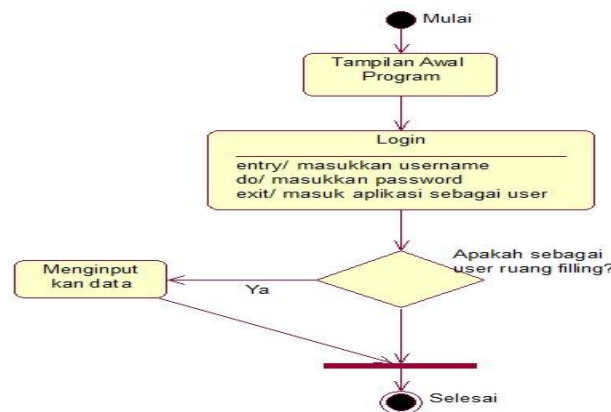 Mulai
Tampilan Awal
Program
Login
entry/ masukkan username
do/ masukkan password
exit/ masuk aplikasi sebagai user
Apakah sebagai
user ruang filling?
Ya
Menginput
kan data
Selesai